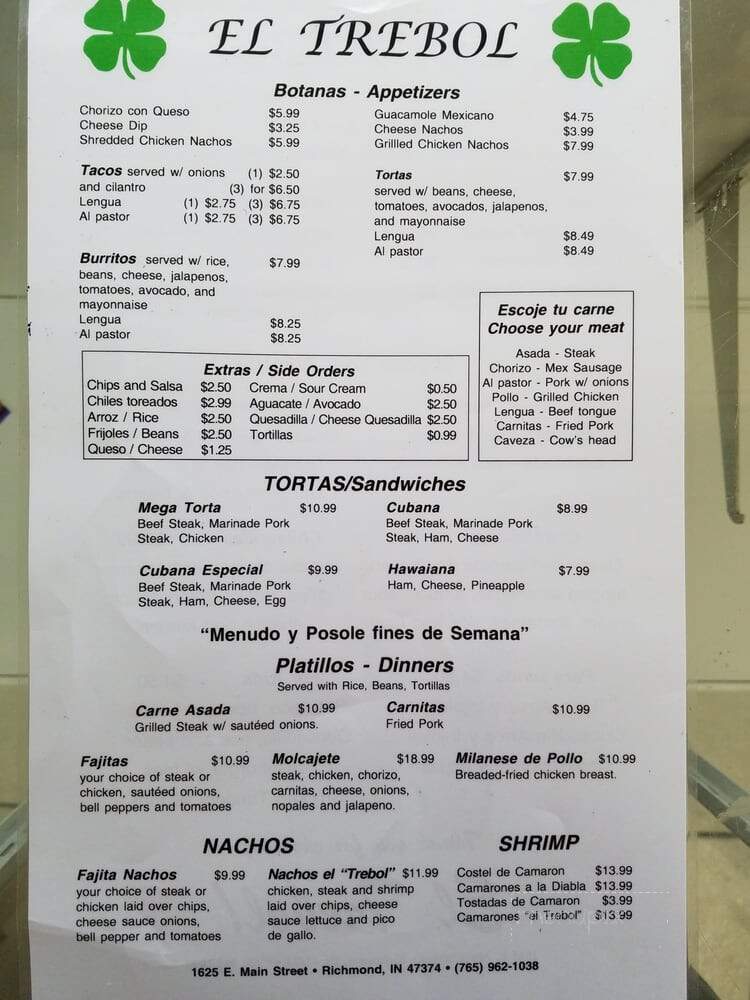 EL TREBOL
Botanas - Appetizers
Chorizo con Queso $5.99
Cheese Dip $3.25
Shredded Chicken Nachos $5.99
Guacamole Mexicano $4.75
Cheese Nachos $3.99
Grillled Chicken Nachos $7.99
Tacos served w/ onions (1) $2.50
and cilantro (3) for $6.50
Lengua (1) $2.75 (3) $6.75
Al pastor (1) $2.75 (3) $6.75
Tortas $7.99
served w/ beans, cheese,
tomatoes, avocados, jalapenos,
and mayonnaise
Lengua $8.49
Al pastor $8.49
Burritos served w/ rice, $7.99
beans, cheese, jalapenos,
tomatoes, avocado, and
mayonnaise
Lengua $8.25
Al pastor $8.25
Escoje tu carne
Choose your meat
Asada - Steak
Chorizo - Mex Sausage
Al pastor - Pork w/ onions
Pollo - Grilled Chicken
Lengua - Beef tongue
Carnitas - Fried Pork
Caveza - Cow's head
Extras / Side Orders
Chips and Salsa $2.50 Crema / Sour Cream $0.50
Chiles toreados $2.99 Aguacate / Avocado $2.50
Arroz / Rice $2.50 Quesadilla / Cheese Quesadilla $2.50
Frijoles / Beans $2.50 Tortillas $0.99
Queso / Cheese $1.25
TORTAS/Sandwiches
Mega Torta $10.99
Beef Steak, Marinade Pork
Steak, Chicken
Cubana $8.99
Beef Steak, Marinade Pork
Steak, Ham, Cheese
Cubana Especial $9.99
Beef Steak, Marinade Pork
Steak, Ham, Cheese, Egg
Hawaiana $7.99
Ham, Cheese, Pineapple
"Menudo y Posole fines de Semana"
Platillos - Dinners
Served with Rice, Beans, Tortillas
Carne Asada $10.99
Grilled Steak w/ sautéed onions.
Carnitas $10.99
Fried Pork
Fajitas $10.99
your choice of steak or
chicken, sautéed onions,
bell peppers and tomatoes
Molcajete $18.99
steak, chicken, chorizo,
carnitas, cheese, onions,
nopales and jalapeno.
Milanese de Pollo $10.99
Breaded-fried chicken breast.
NACHOS
Fajita Nachos $9.99
your choice of steak or
chicken laid over chips,
cheese sauce onions,
bell pepper and tomatoes
Nachos el "Trebol" $11.99
chicken, steak and shrimp
laid over chips, cheese
sauce lettuce and pico
de gallo.
SHRIMP
Costel de Camaron $13.99
Camarones a la Diabla $13.99
Tostadas de Camaron $3.99
Camarones "el Trebol" $13.99
1625 E. Main Street • Richmond, IN 47374 • (765) 962-1038